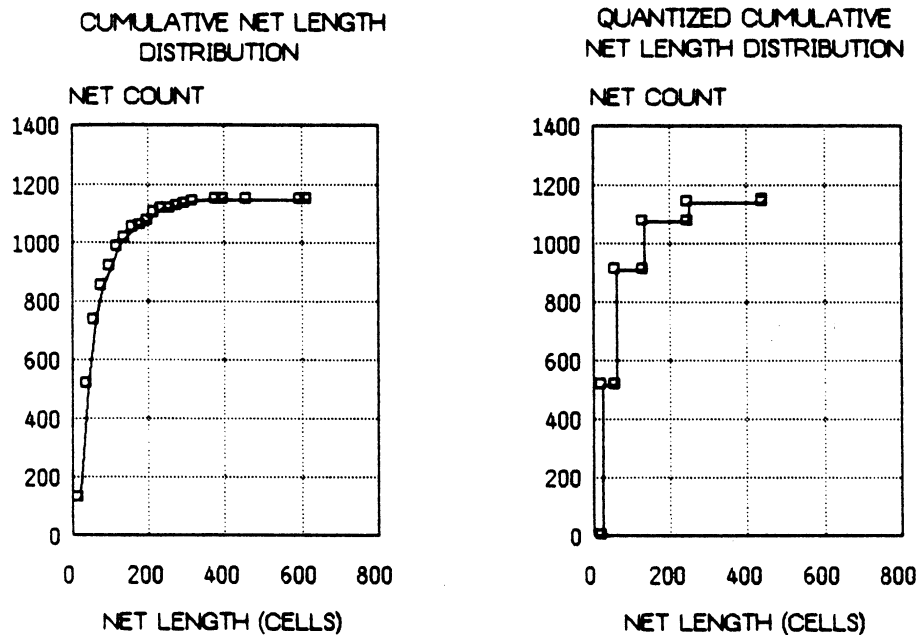 CUMULATIVE NET LENGTH
DISTRIBUTION
NET COUNT
1400
1200
1000
800
600
400
200
0
0 200 400 600 800
NET LENGTH (CELLS)
QUANTIZED CUMULATIVE
NET LENGTH DISTRIBUTION
NET COUNT
1400
1200
1000
800
600
400
200
0
0 200 400 600 800
NET LENGTH (CELLS)